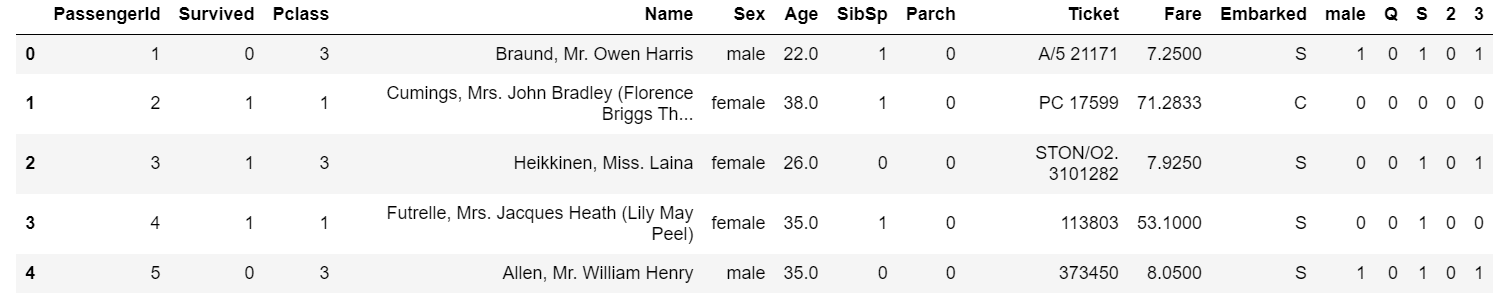 PassengerId Survived Pclass Name Sex Age SibSp Parch Ticket Fare Embarked male Q S 2 3
0 1 0 3 Braund, Mr. Owen Harris male 22.0 1 0 A/5 21171 7.2500 S 1 0 1 0 1
1 2 1 1 Cumings, Mrs. John Bradley (Florence
Briggs Th... female 38.0 1 0 PC 17599 71.2833 C 0 0 0 0 0
2 3 1 3 Heikkinen, Miss. Laina female 26.0 0 0 STON/O2.
3101282 7.9250 S 0 0 1 0 1
3 4 1 1 Futrelle, Mrs. Jacques Heath (Lily May
Peel) female 35.0 1 0 113803 53.1000 S 0 0 1 0 0
4 5 0 3 Allen, Mr. William Henry male 35.0 0 0 373450 8.0500 S 1 0 1 0 1